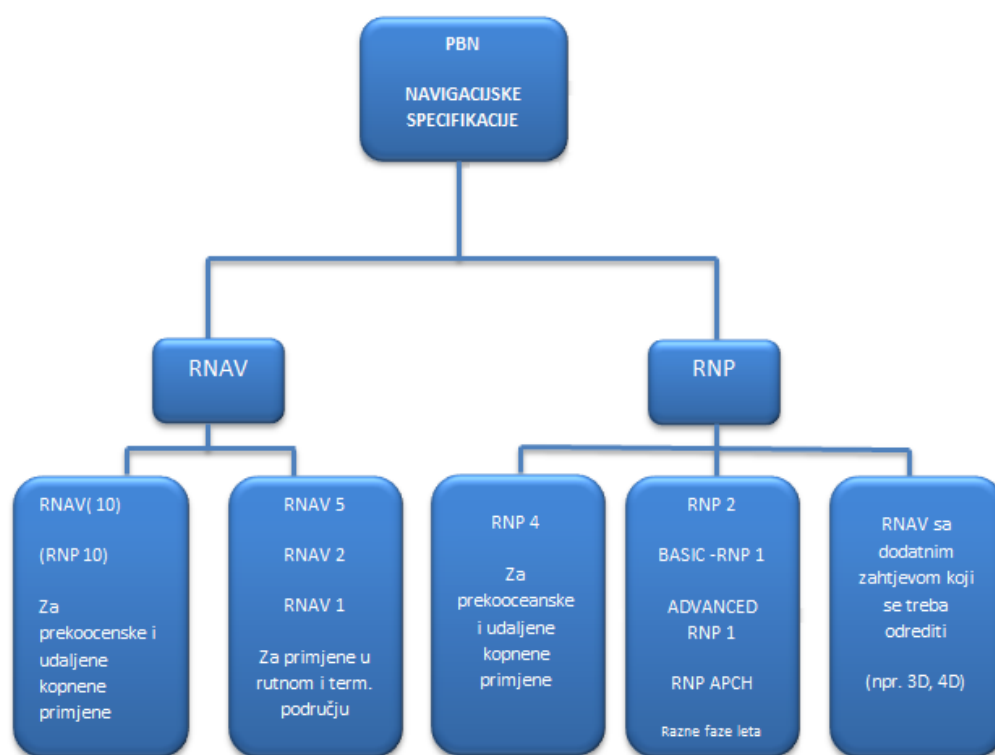 PBN
NAVIGACIJSKE
SPECIFIKACIJE
RNAV
RNP
RNAV( 10)
(RNP 10)
Za
prekoocenske i
udaljene
kopnene
primjene
RNAV 5
RNAV 2
RNAV 1
Za primjene u
rutnom i term.
području
RNP 4
Za
prekooceanske
i udaljene
kopnene
primjene
RNP 2
BASIC -RNP 1
ADVANCED
RNP 1
RNP APCH
Razne faze leta
RNAV sa
dodatnim
zahtjevom koji
se treba
odrediti
(npr. 3D, 4D)